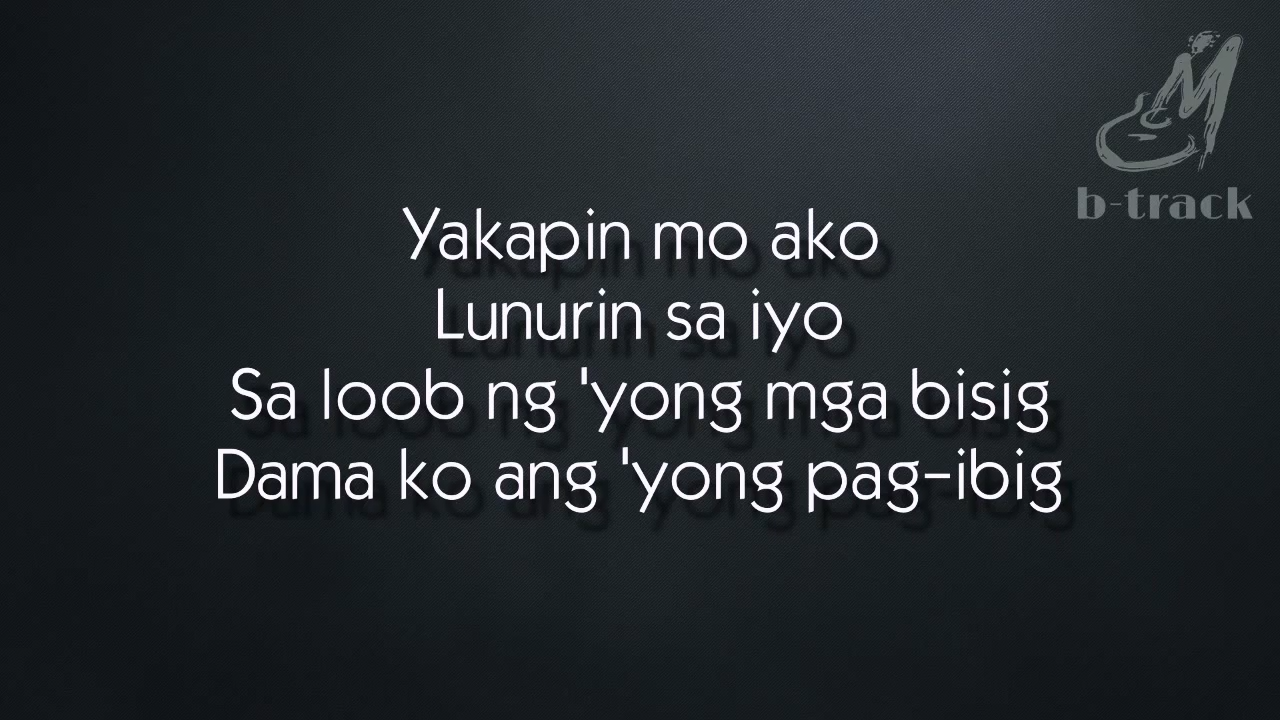 M
b-track
Yakapin mo ako
Lunurin sa iyo
Sa loob ng 'yong mga bisig
Dama ko ang 'yong pag-ibig